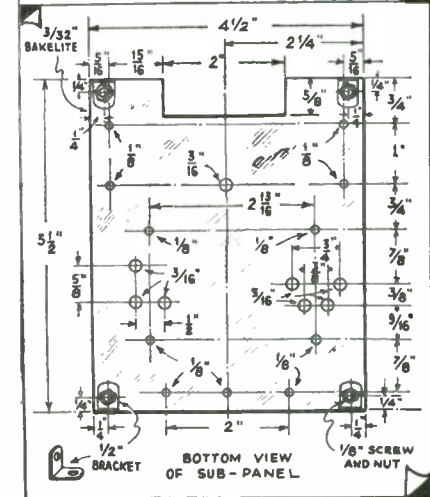 4 1/2"
3/32" BAKELITE
2 1/4"
5/16" 15/16" 2" 5/16"
1/4" 5/8" 1/4" 3/4"
1/4" 1/4"
1/8" 3/16" 1/8" 1"
2 13/16" 3/4"
5 1/2"
1/8" 1/8" 7/8"
3/4"
5/8" 3/16" 3/16" 3/8"
1/2" 9/16"
1/8" 1/8" 7/8"
1/4" 1/4"
1/4" 2" 1/4"
1/2" BRACKET
BOTTOM VIEW
OF SUB-PANEL
1/8" SCREW
AND NUT